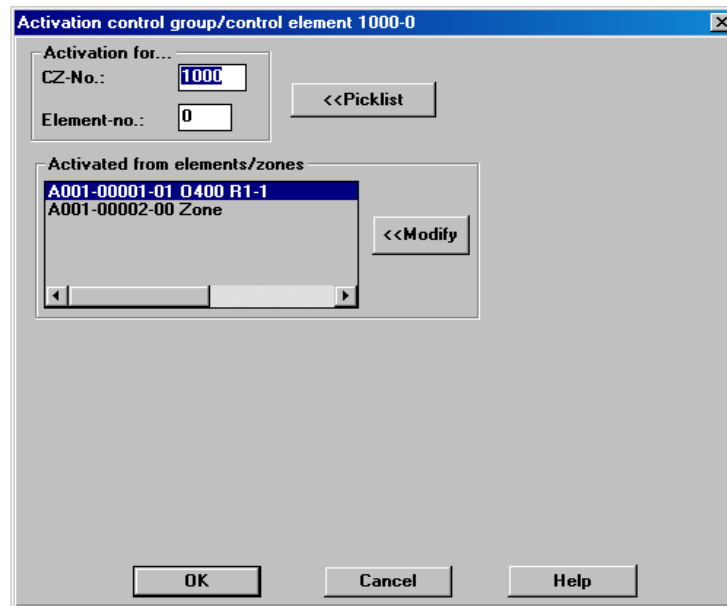 Activation control group/control element 1000-0
Activation for...
CZ-No.: 1000
<<Picklist
Element-no.: 0
Activated from elements/zones
A001-00001-01 O400 R1-1
A001-00002-00 Zone
<<Modify
OK Cancel Help